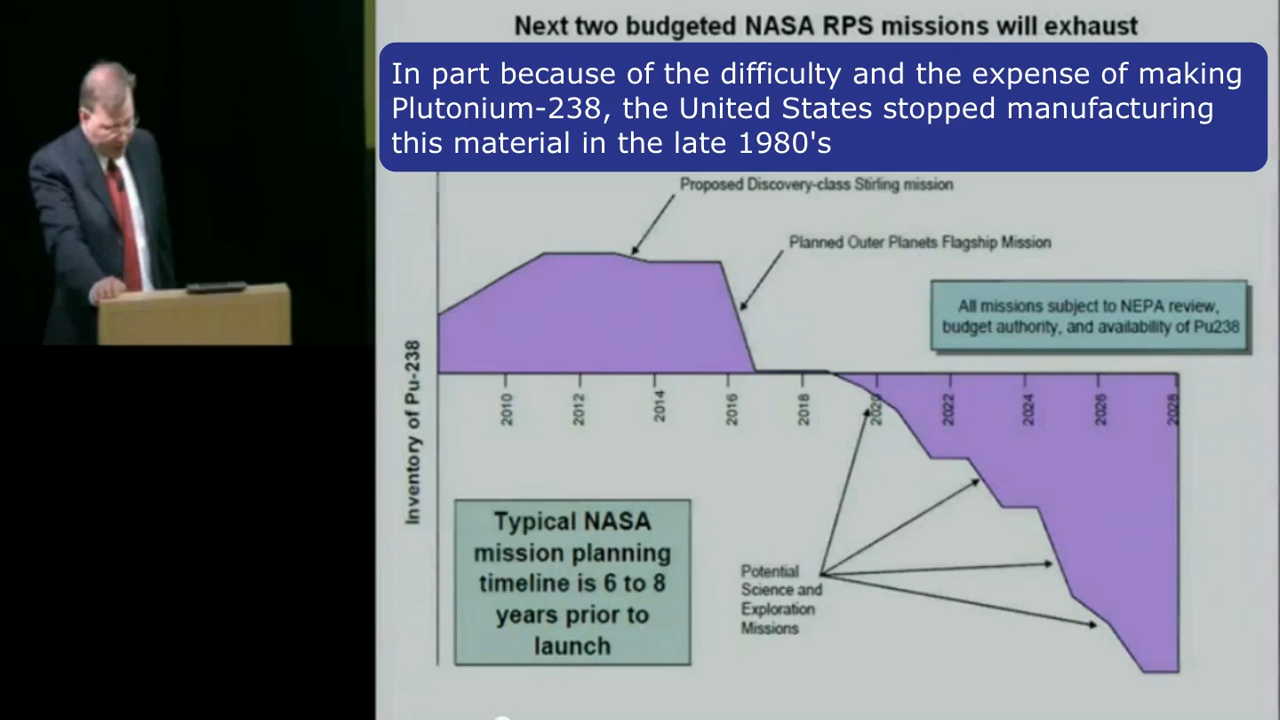 Next two budgeted NASA RPS missions will exhaust
In part because of the difficulty and the expense of making
Plutonium-238, the United States stopped manufacturing
this material in the late 1980's
Proposed Discovery-class Stirling mission
Planned Outer Planets Flagship Mission
All missions subject to NEPA review,
budget authority, and availability of Pu238
Inventory of Pu-238
2010
2012
2014
2016
2018
2020
2022
2024
2026
2028
Typical NASA
mission planning
timeline is 6 to 8
years prior to
launch
Potential
Science and
Exploration
Missions